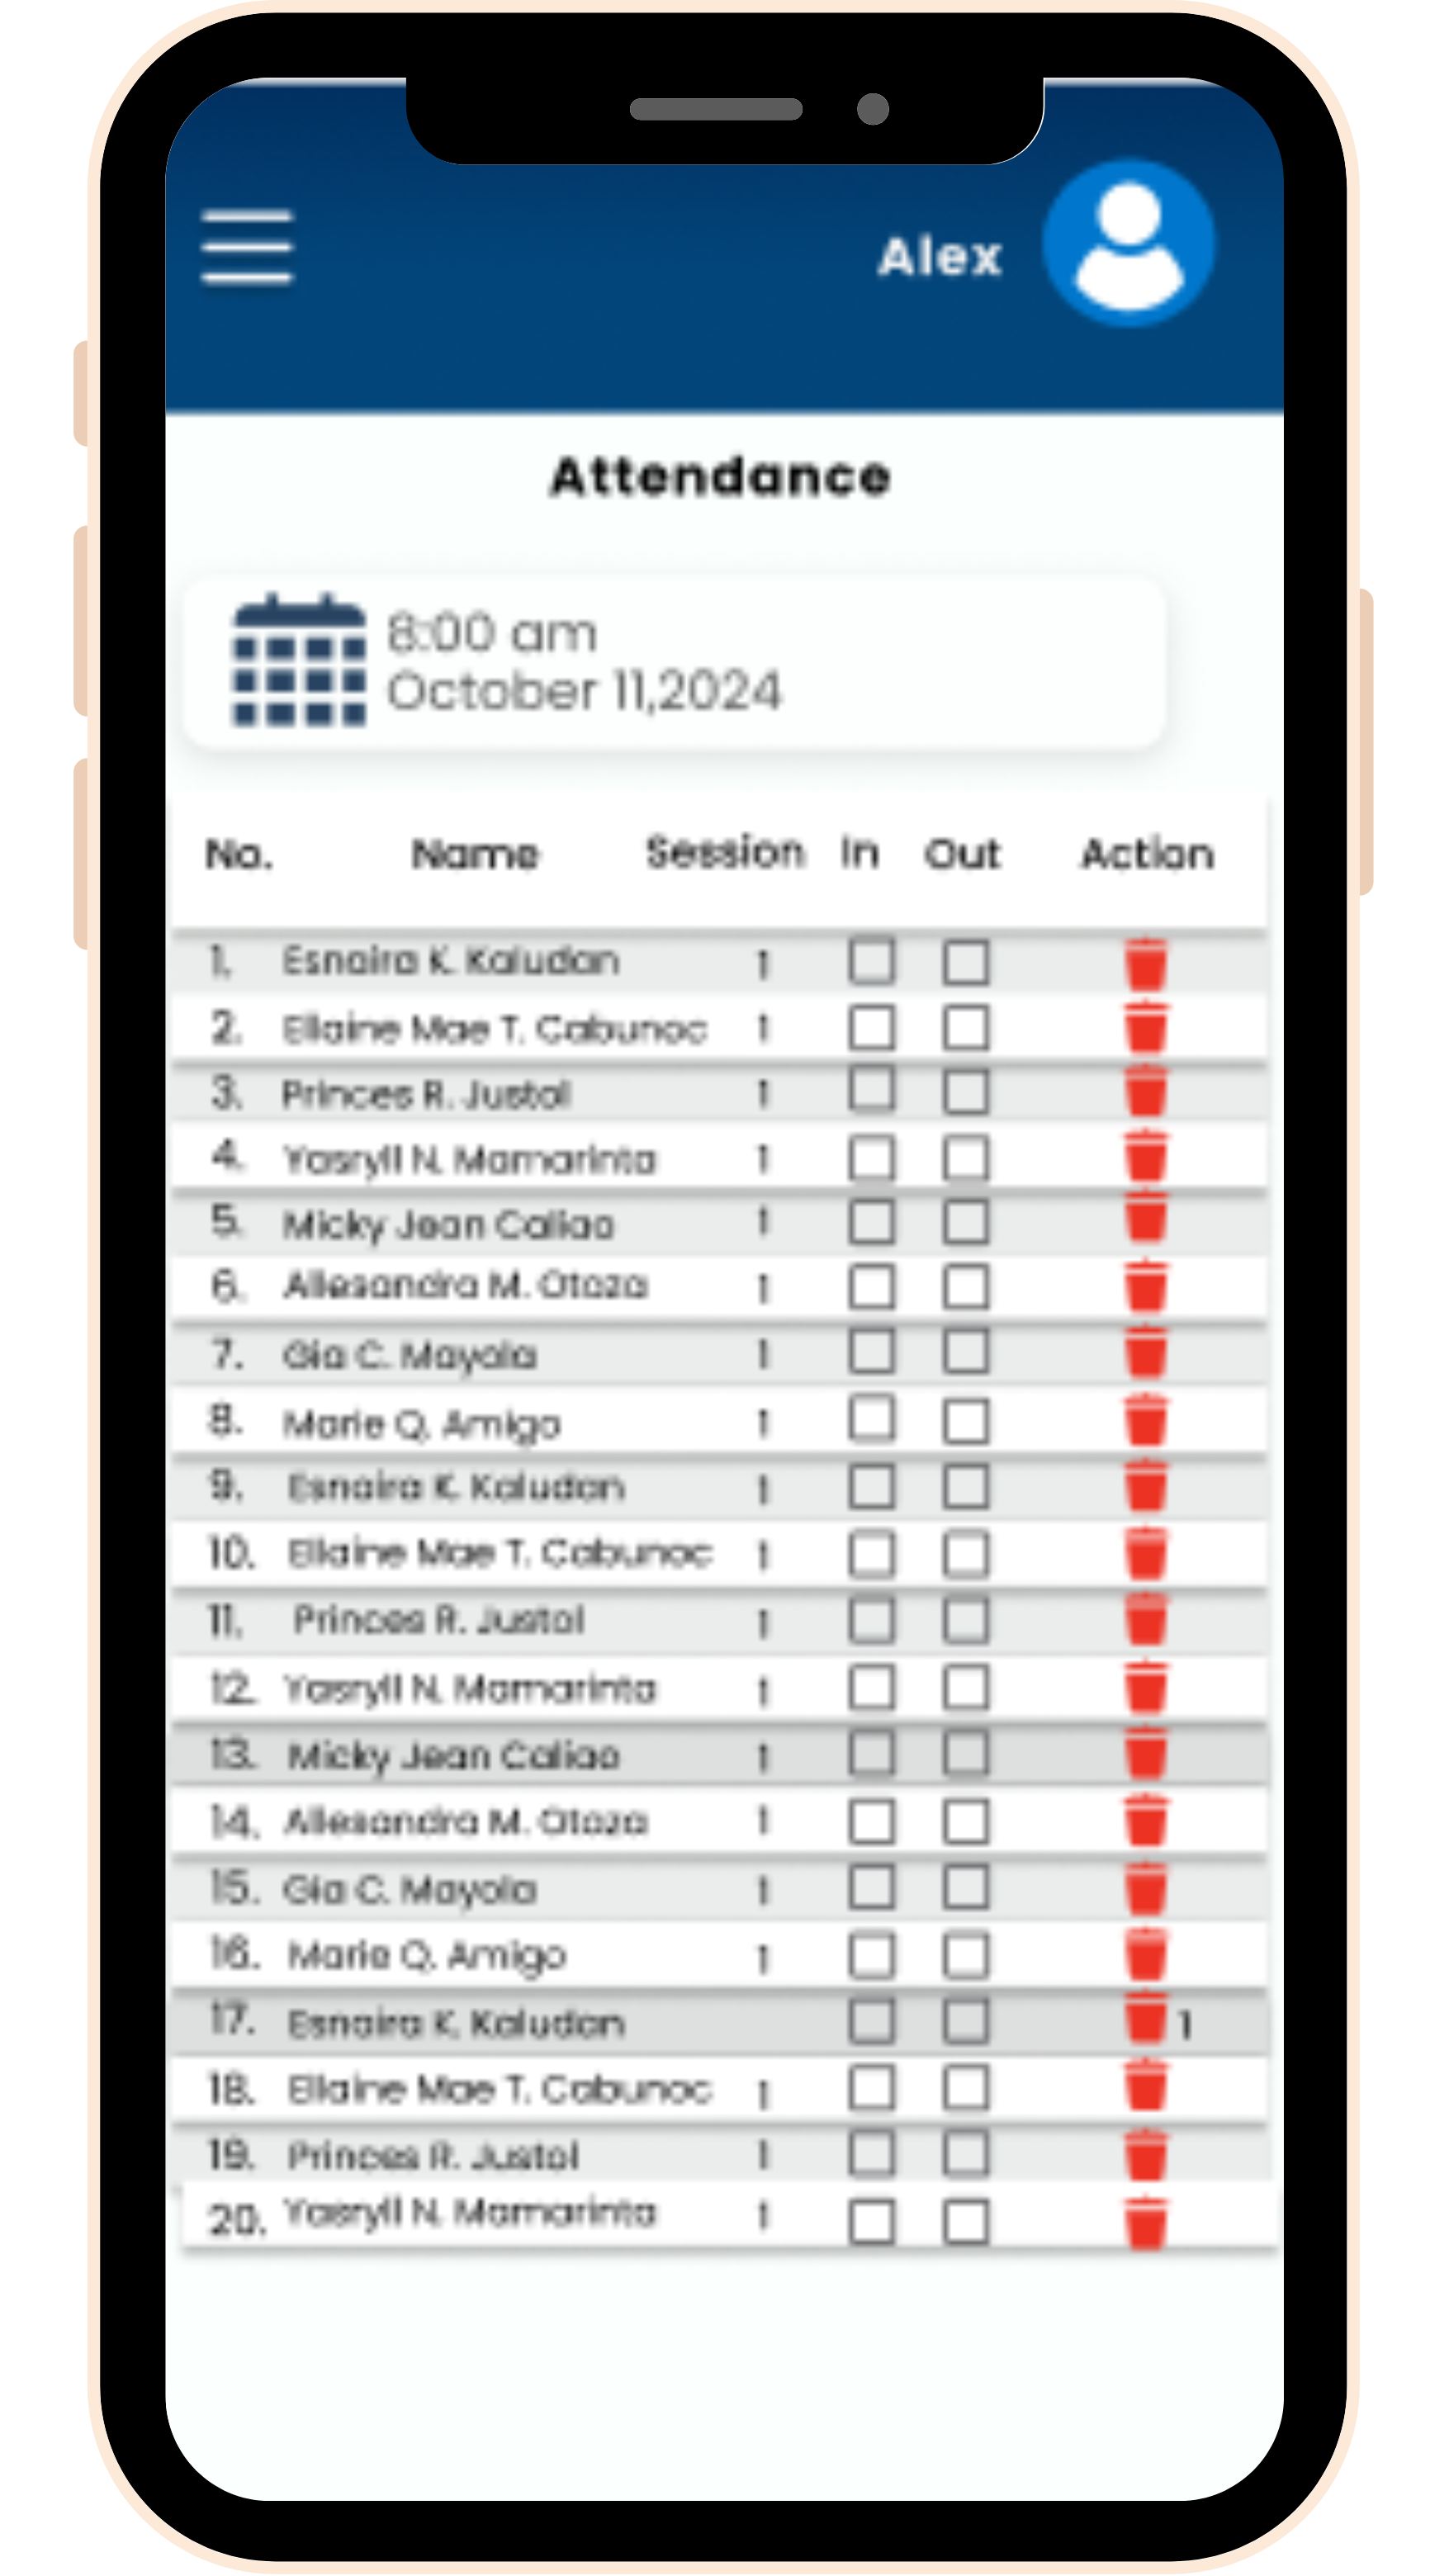 Alex
Attendance
8:00 am
October 11,2024
No. Name Session In Out Action
1. Esnaira K. Kaludan 1
2. Ellaine Mae T. Cabunoc 1
3. Princes R. Justol 1
4. Yasryll N. Mamarinta 1
5. Micky Jean Caliao 1
6. Allesandra M. Otoza 1
7. Gia C. Mayola 1
8. Marie Q. Amigo 1
9. Esnaira K. Kaludan 1
10. Ellaine Mae T. Cabunoc 1
11. Princes R. Justol 1
12. Yasryll N. Mamarinta 1
13. Micky Jean Caliao 1
14. Allesandra M. Otoza 1
15. Gia C. Mayola 1
16. Marie Q. Amigo 1
17. Esnaira K. Kaludan 1
18. Ellaine Mae T. Cabunoc 1
19. Princes R. Justol 1
20. Yasryll N. Mamarinta 1